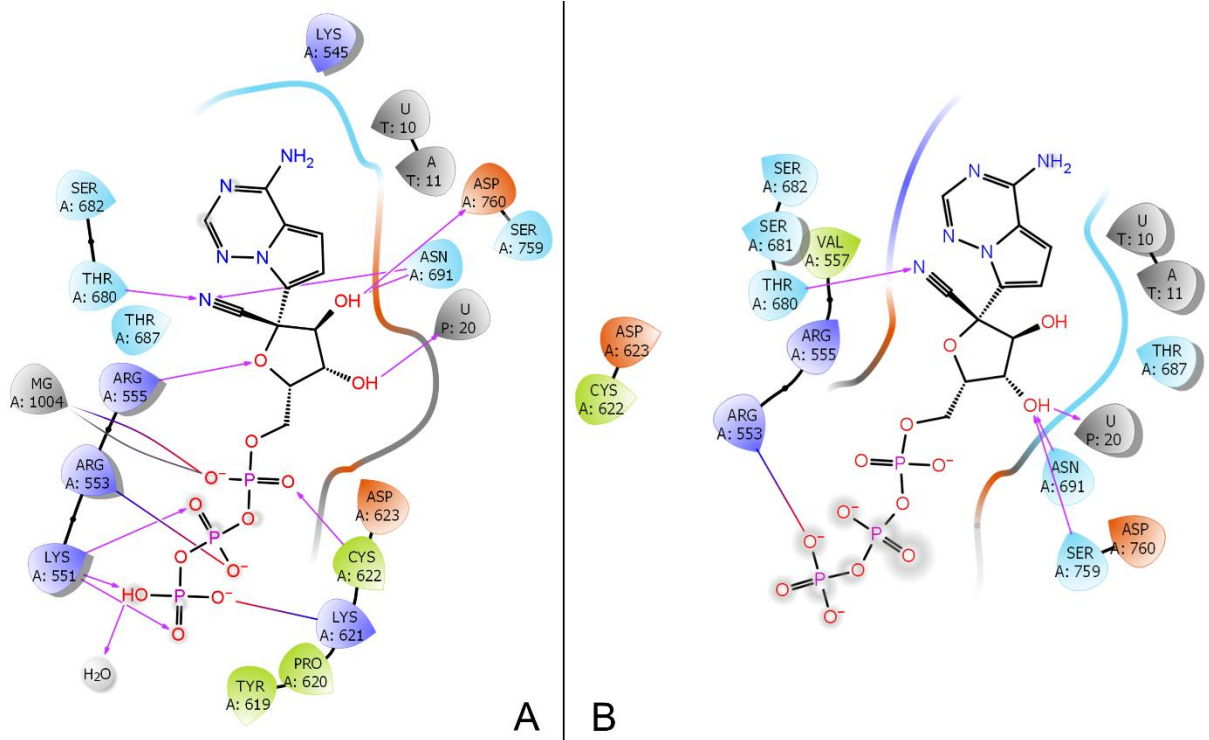 LYS
A: 545
U
T: 10
A
T: 11
NH₂
N
N
N
N
SER
A: 682
ASP
A: 760
SER
A: 759
ASN
A: 691
THR
A: 680
N
OH
THR
A: 687
U
P: 20
O
OH
ARG
A: 555
MG
A: 1004
O
ARG
A: 553
O⁻
P
O
ASP
A: 623
O
O
P
CYS
A: 622
LYS
A: 551
O
O⁻
HO
P
O⁻
LYS
A: 621
O
H₂O
PRO
A: 620
TYR
A: 619
A
SER
A: 682
NH₂
N
N
N
N
U
T: 10
A
T: 11
SER
A: 681
VAL
A: 557
THR
A: 680
N
OH
ASP
A: 623
CYS
A: 622
ARG
A: 555
O
THR
A: 687
OH
U
P: 20
ARG
A: 553
O
O
P
O⁻
ASN
A: 691
O
O⁻
P
O
O⁻
O
P
O
O⁻
ASP
A: 760
SER
A: 759
B